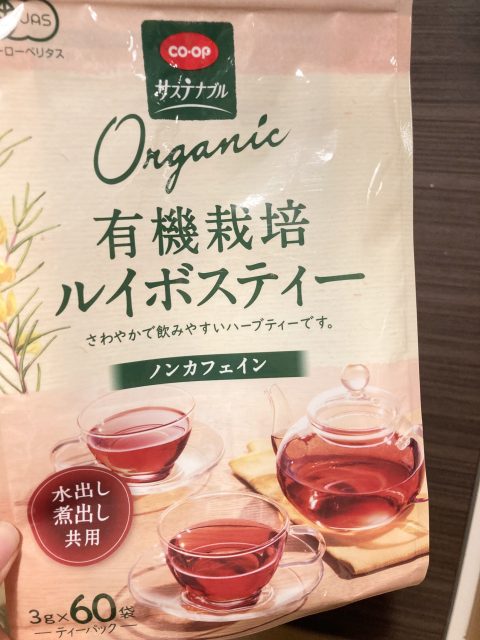 JAS
ーローベリタス
CO·OP
サステナブル
Organic
有機栽培
ルイボスティー
さわやかで飲みやすいハーブティーです。
ノンカフェイン
水出し
煮出し
共用
3g×60袋
ティーバック